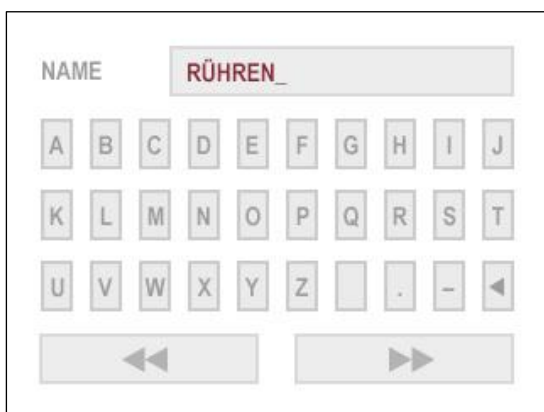 NAME RÜHREN_
A B C D E F G H I J
K L M N O P Q R S T
U V W X Y Z . – ◀
◀◀ ▶▶